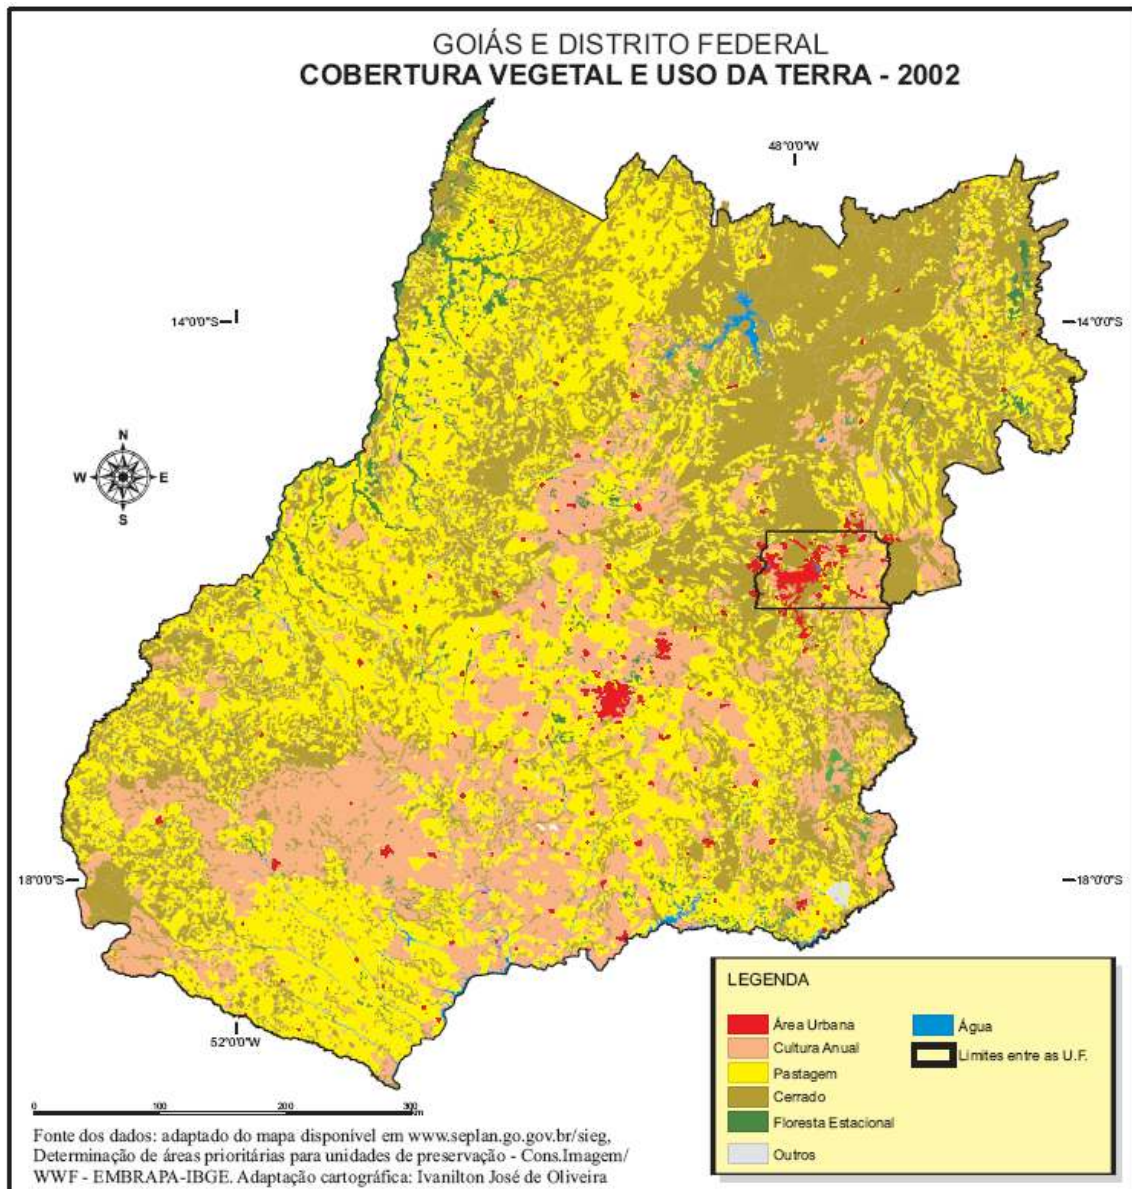 GOIÁS E DISTRITO FEDERAL
COBERTURA VEGETAL E USO DA TERRA - 2002
48°0'0"W
14°0'0"S
14°0'0"S
N
W
E
S
18°0'0"S
18°0'0"S
52°0'0"W
LEGENDA
Área Urbana
Cultura Anual
Pastagem
Cerrado
Floresta Estacional
Outros
Água
Limites entre as U.F.
0 100 200 300
Fonte dos dados: adaptado do mapa disponível em www.seplan.go.gov.br/sieg,
Determinação de áreas prioritárias para unidades de preservação - Cons.Imagem/
WWF - EMBRAPA-IBGE. Adaptação cartográfica: Ivanilton José de Oliveira